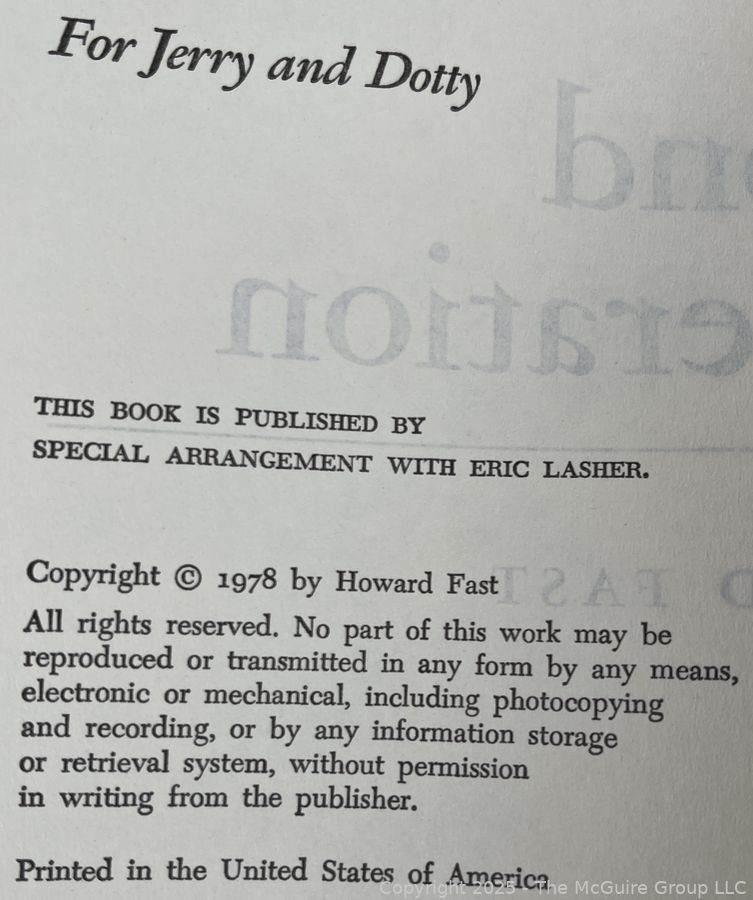 For Jerry and Dotty
THIS BOOK IS PUBLISHED BY
SPECIAL ARRANGEMENT WITH ERIC LASHER.
Copyright © 1978 by Howard Fast
All rights reserved. No part of this work may be
reproduced or transmitted in any form by any means,
electronic or mechanical, including photocopying
and recording, or by any information storage
or retrieval system, without permission
in writing from the publisher.
Printed in the United States of America
Copyright 2025 - The McGuire Group LLC